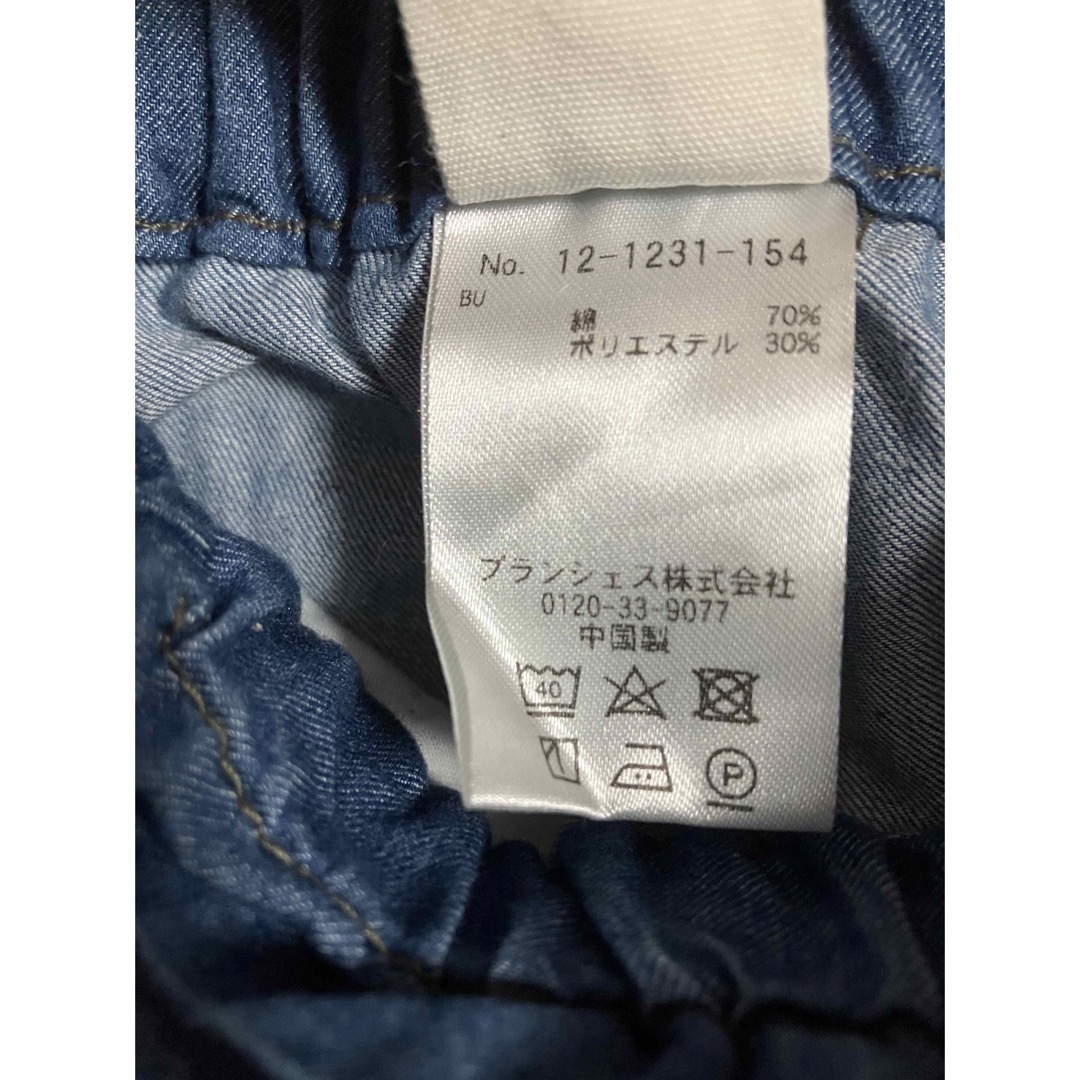 No. 12-1231-154
BU
綿 70%
ポリエステル 30%
ブランシェス株式会社
0120-33-9077
中国製
40
P